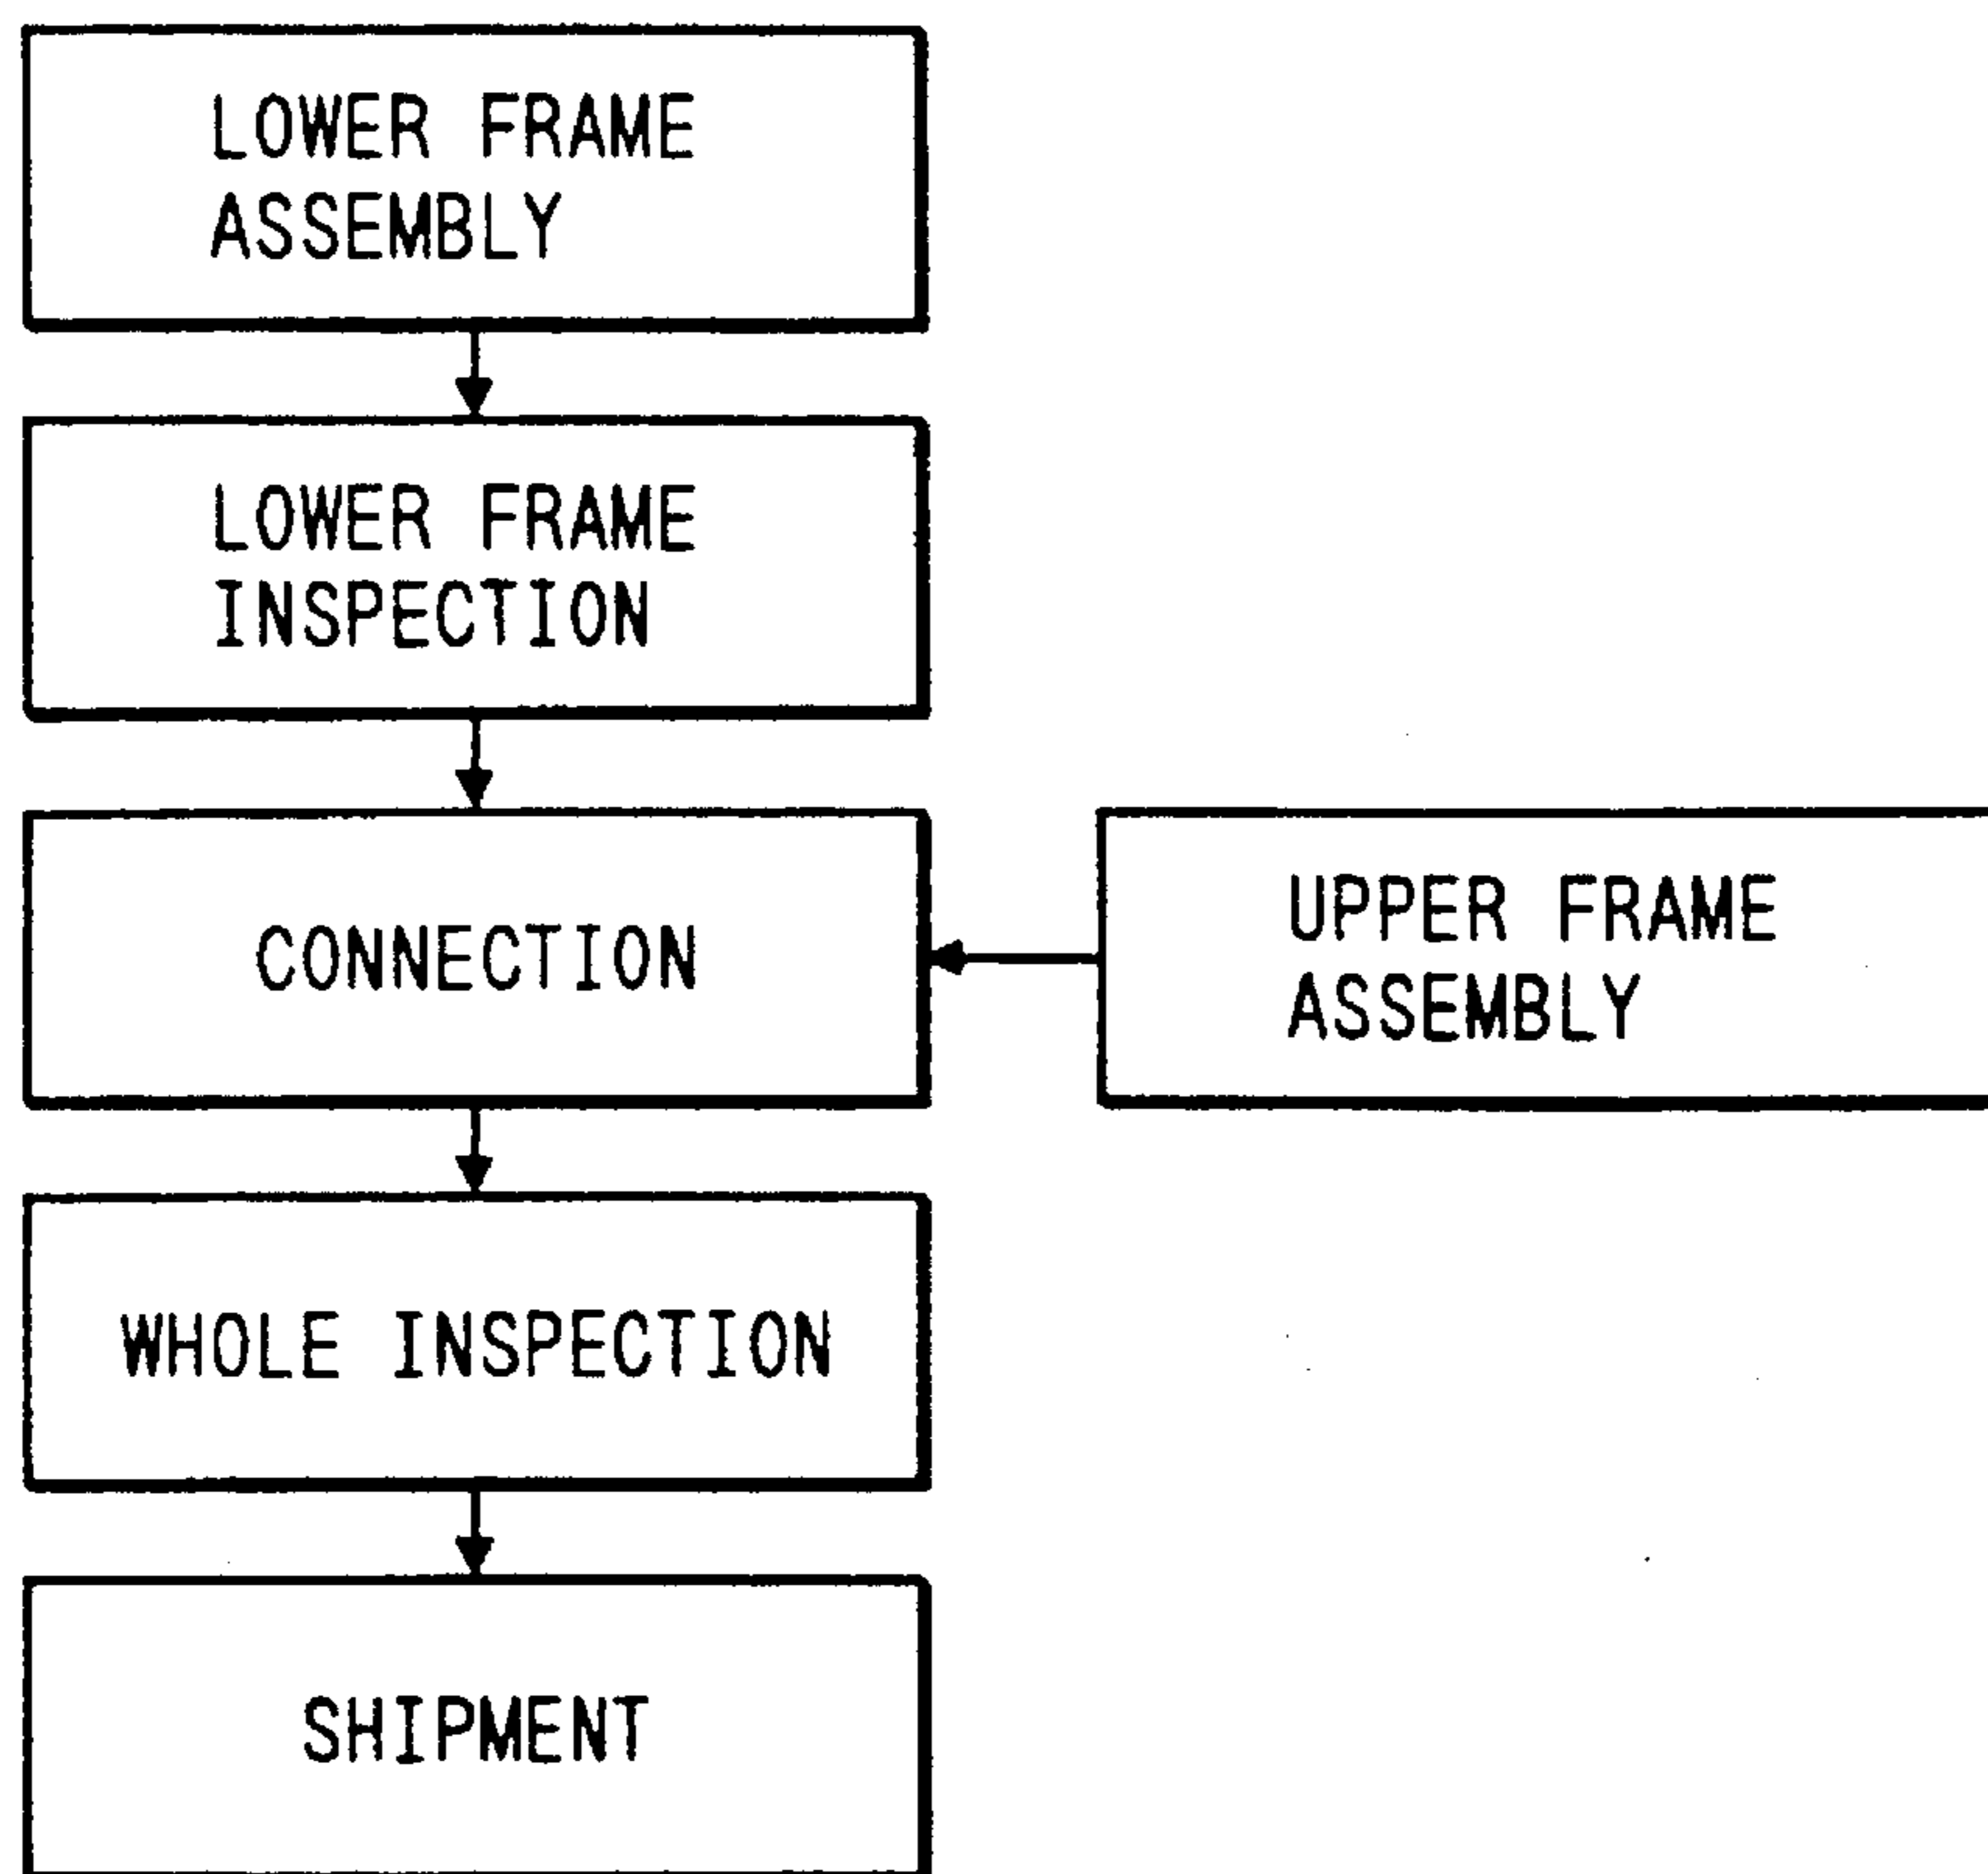 LOWER FRAME
ASSEMBLY
LOWER FRAME
INSPECTION
CONNECTION
UPPER FRAME
ASSEMBLY
WHOLE INSPECTION
SHIPMENT